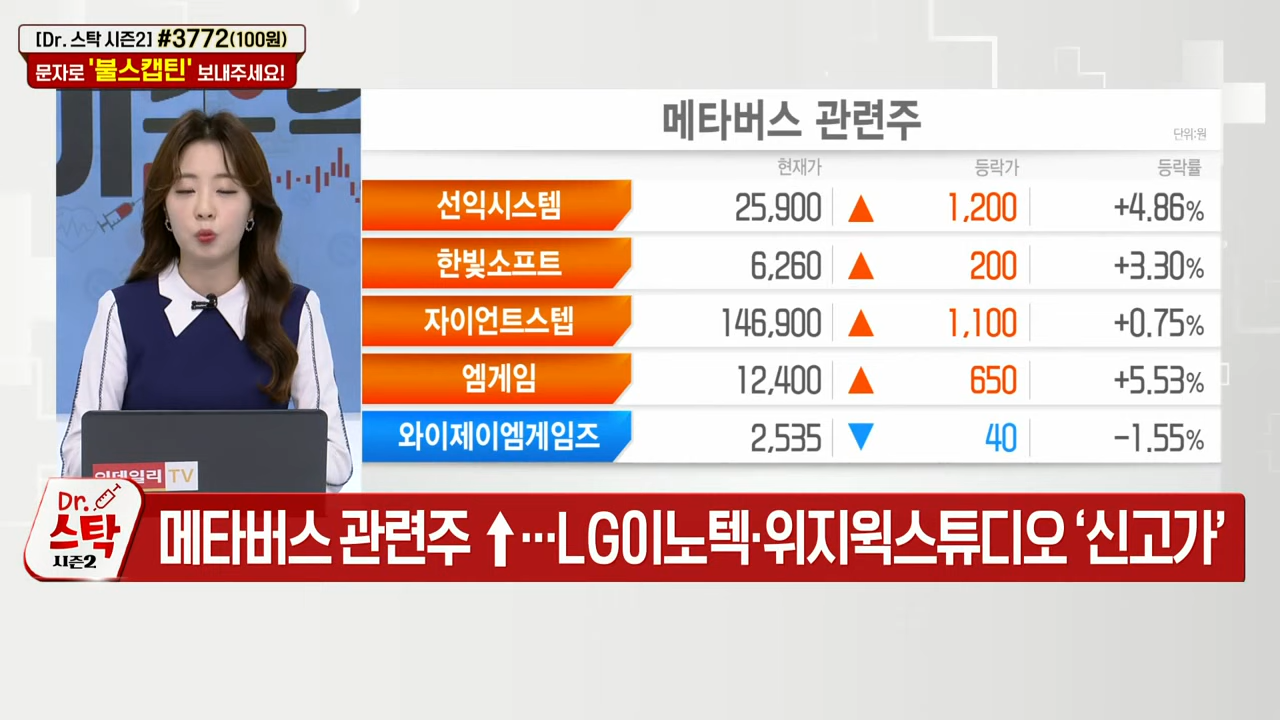 [Dr. 스탁 시즌2] #3772(100원)
문자로 '불스캡틴' 보내주세요!
메타버스 관련주
단위:원
현재가 등락가 등락률
선익시스템 25,900 ▲ 1,200 +4.86%
한빛소프트 6,260 ▲ 200 +3.30%
자이언트스텝 146,900 ▲ 1,100 +0.75%
엠게임 12,400 ▲ 650 +5.53%
와이제이엠게임즈 2,535 ▼ 40 -1.55%
이데일리 TV
Dr.
스탁
시즌2
메타버스 관련주 ↑…LG이노텍·위지윅스튜디오 '신고가'